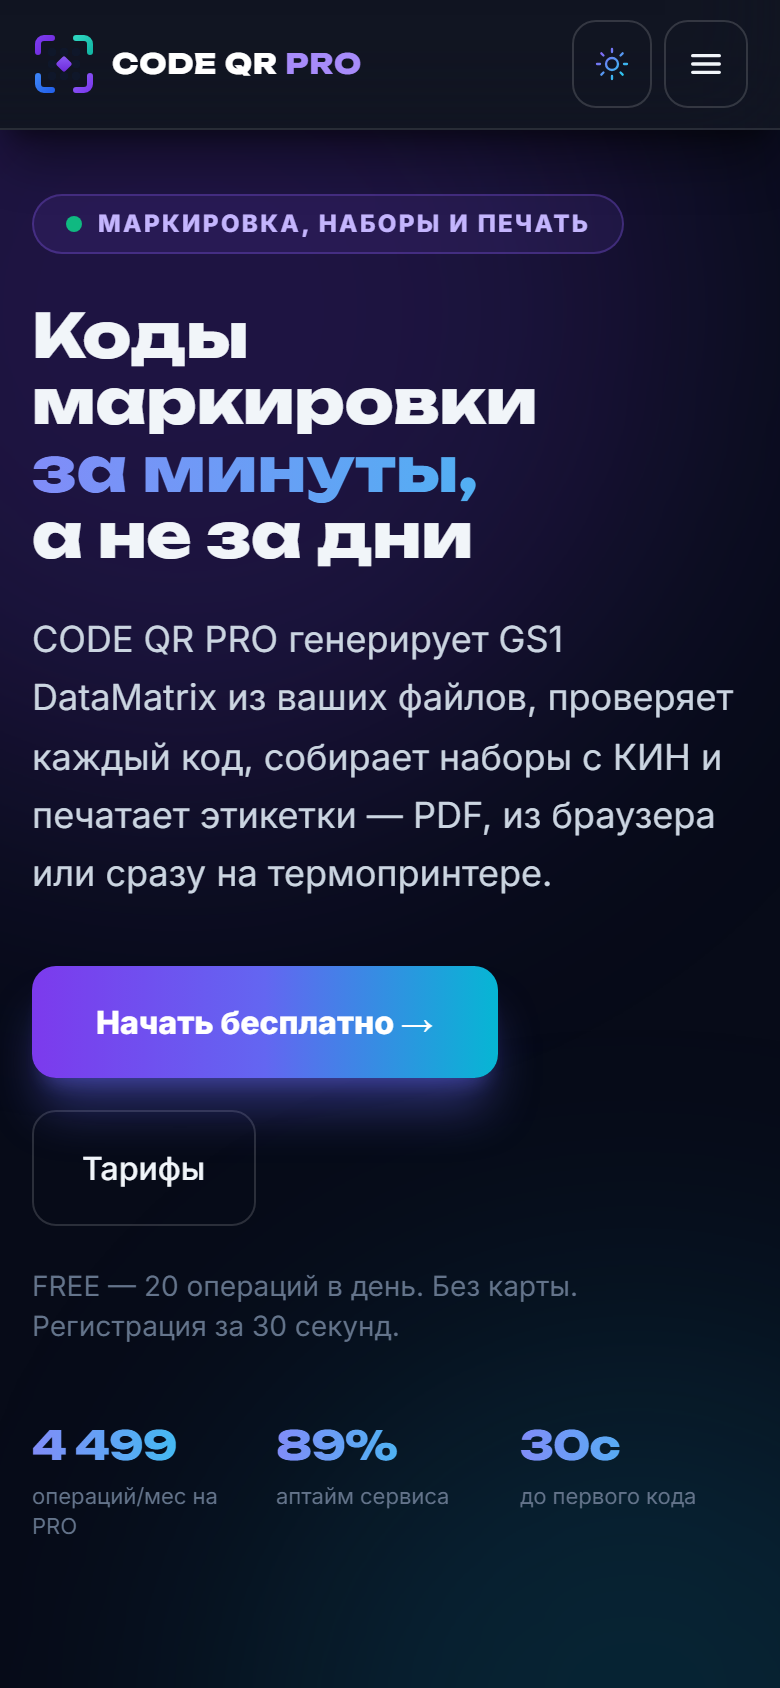 CODE QR PRO
МАРКИРОВКА, НАБОРЫ И ПЕЧАТЬ
Коды
маркировки
за минуты,
а не за дни
CODE QR PRO генерирует GS1
DataMatrix из ваших файлов, проверяет
каждый код, собирает наборы с КИН и
печатает этикетки — PDF, из браузера
или сразу на термопринтере.
Начать бесплатно →
Тарифы
FREE — 20 операций в день. Без карты.
Регистрация за 30 секунд.
4 499
операций/мес на
PRO
89%
аптайм сервиса
30с
до первого кода